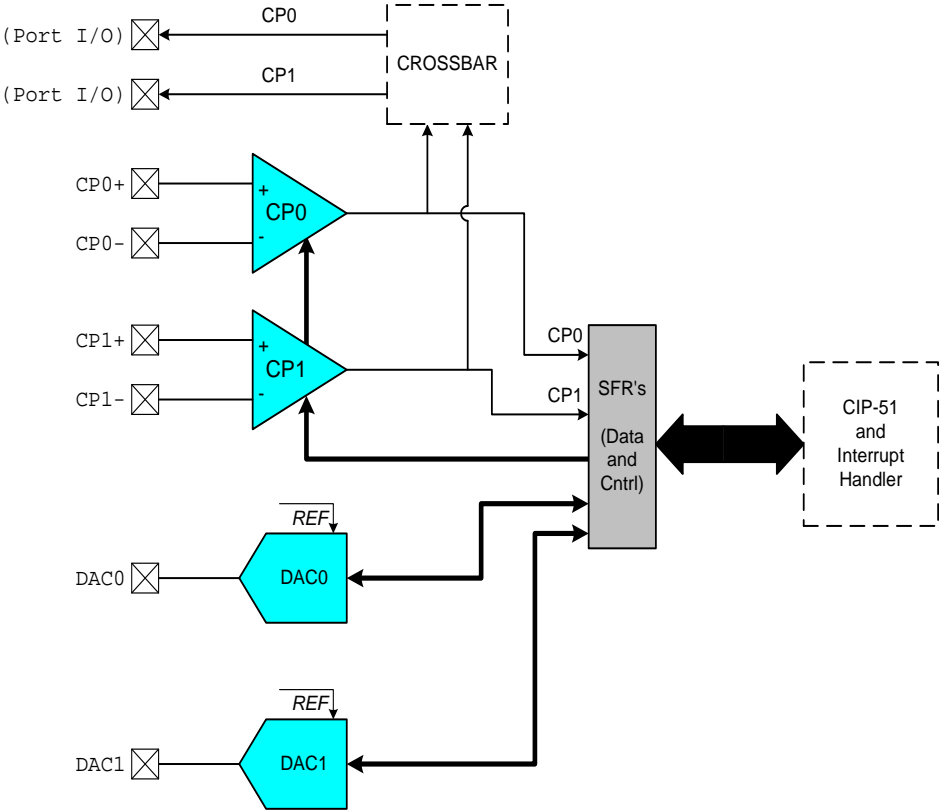 (Port I/O)
CP0
(Port I/O)
CP1
CROSSBAR
CP0+
+
CP0
CP0-
-
CP1+
+
CP1
CP1-
-
CP0
CP1
SFR's
(Data
and
Cntrl)
CIP-51
and
Interrupt
Handler
REF
DAC0
DAC0
REF
DAC1
DAC1